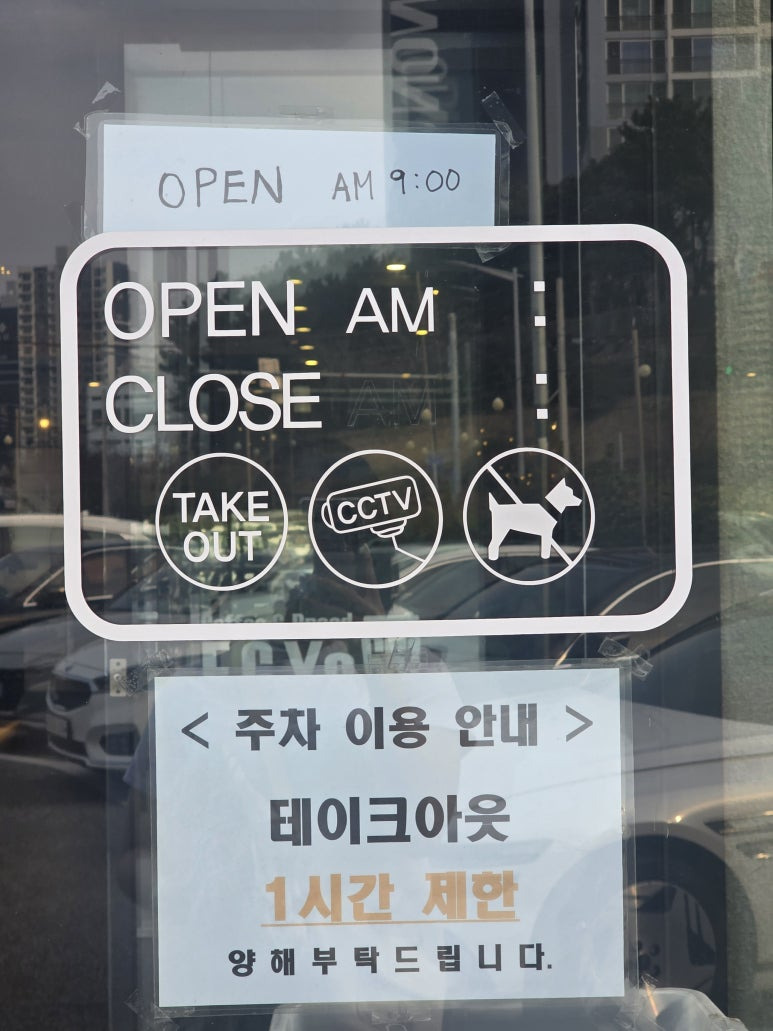 OPEN AM 9:00
OPEN AM :
CLOSE AM :
TAKE
OUT
CCTV
< 주차 이용 안내 >
테이크아웃
1시간 제한
양해부탁드립니다.